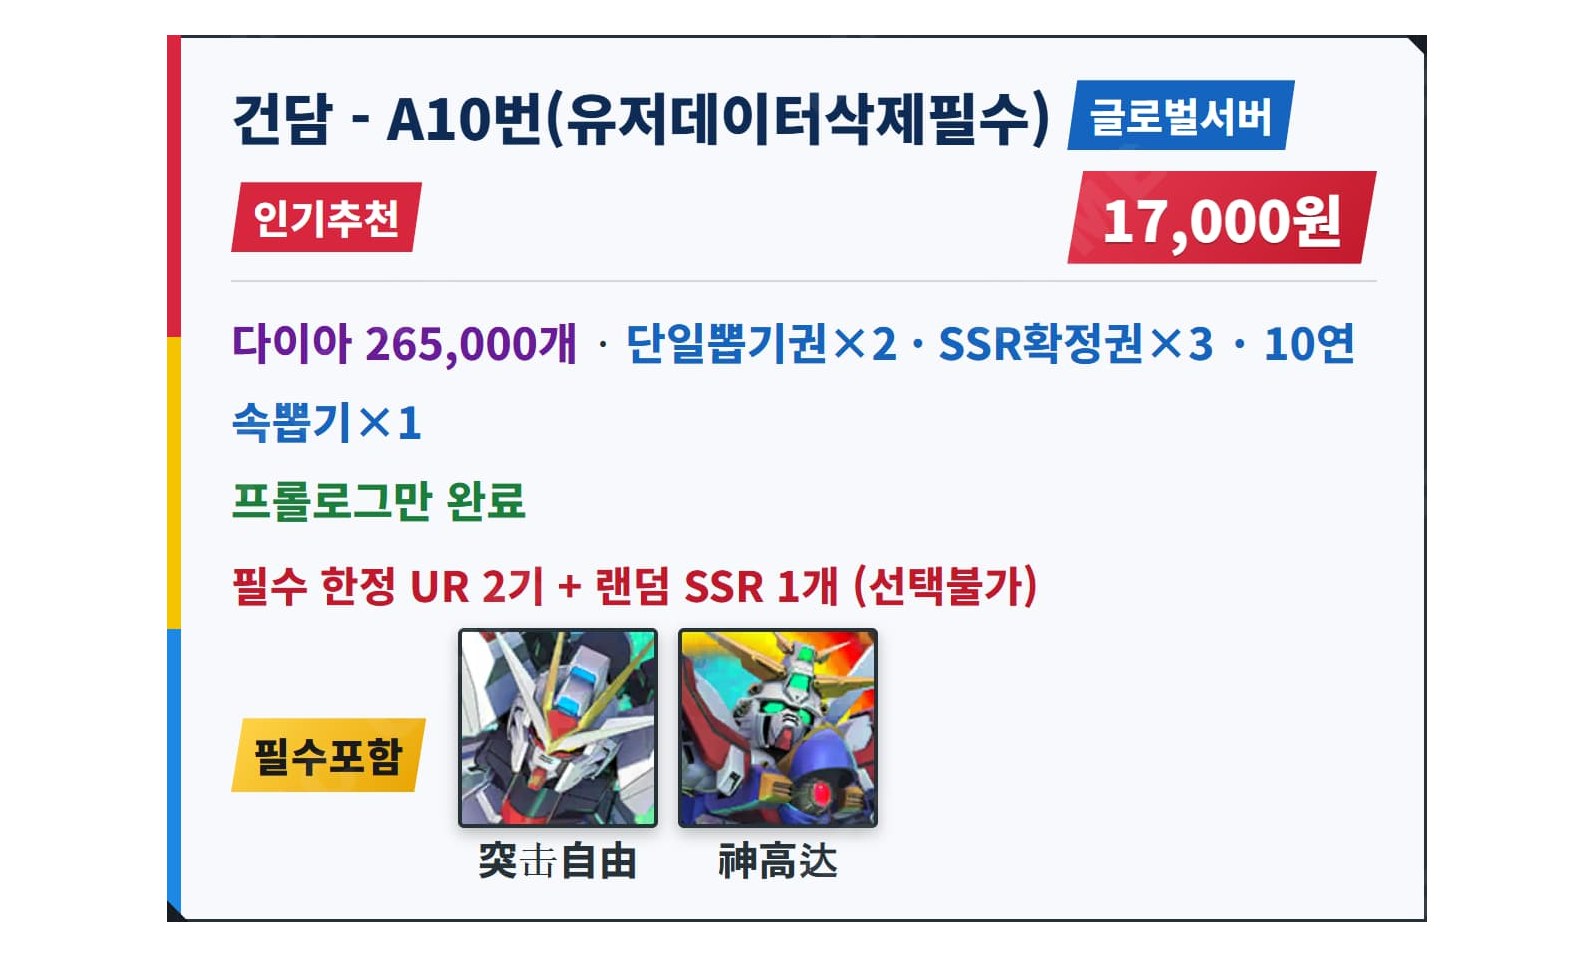 건담 - A10번(유저데이터삭제필수) 글로벌서버
인기추천 17,000원
다이아 265,000개 · 단일뽑기권×2 · SSR확정권×3 · 10연
속뽑기×1
프롤로그만 완료
필수 한정 UR 2기 + 랜덤 SSR 1개 (선택불가)
필수포함
突击自由 神高达